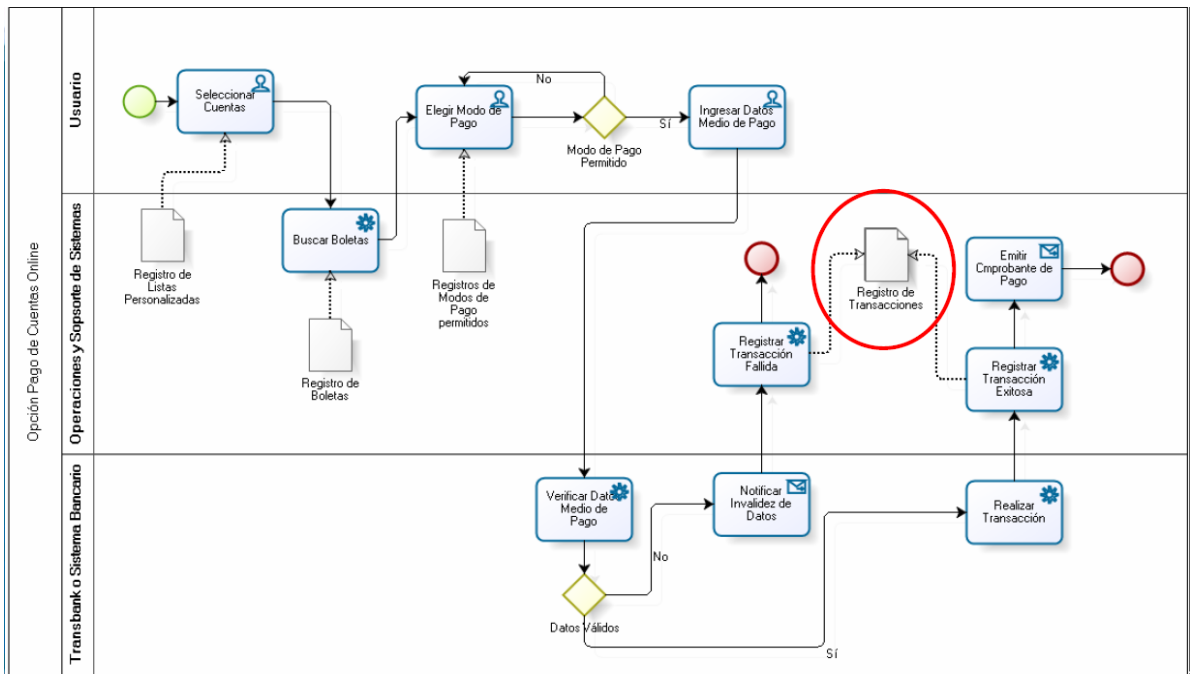 Opción Pago de Cuentas Online
Usuario
Seleccionar
Cuentas
Elegir Modo de
Pago
No
Modo de Pago
Permitido
Sí
Ingresar Datos
Medio de Pago
Operaciones y Sopsorte de Sistemas
Registro de
Listas
Personalizadas
Buscar Boletas
Registro de
Boletas
Registros de
Modos de
Pago
permitidos
Registrar
Transacción
Fallida
Registro de
Transacciones
Emitir
Cmprobante de
Pago
Registrar
Transacción
Exitosa
Transbank o Sistema Bancario
Verificar Datos
Medio de
Pago
Datos Válidos
No
Notificar
Invalidez de
Datos
Sí
Realizar
Transacción